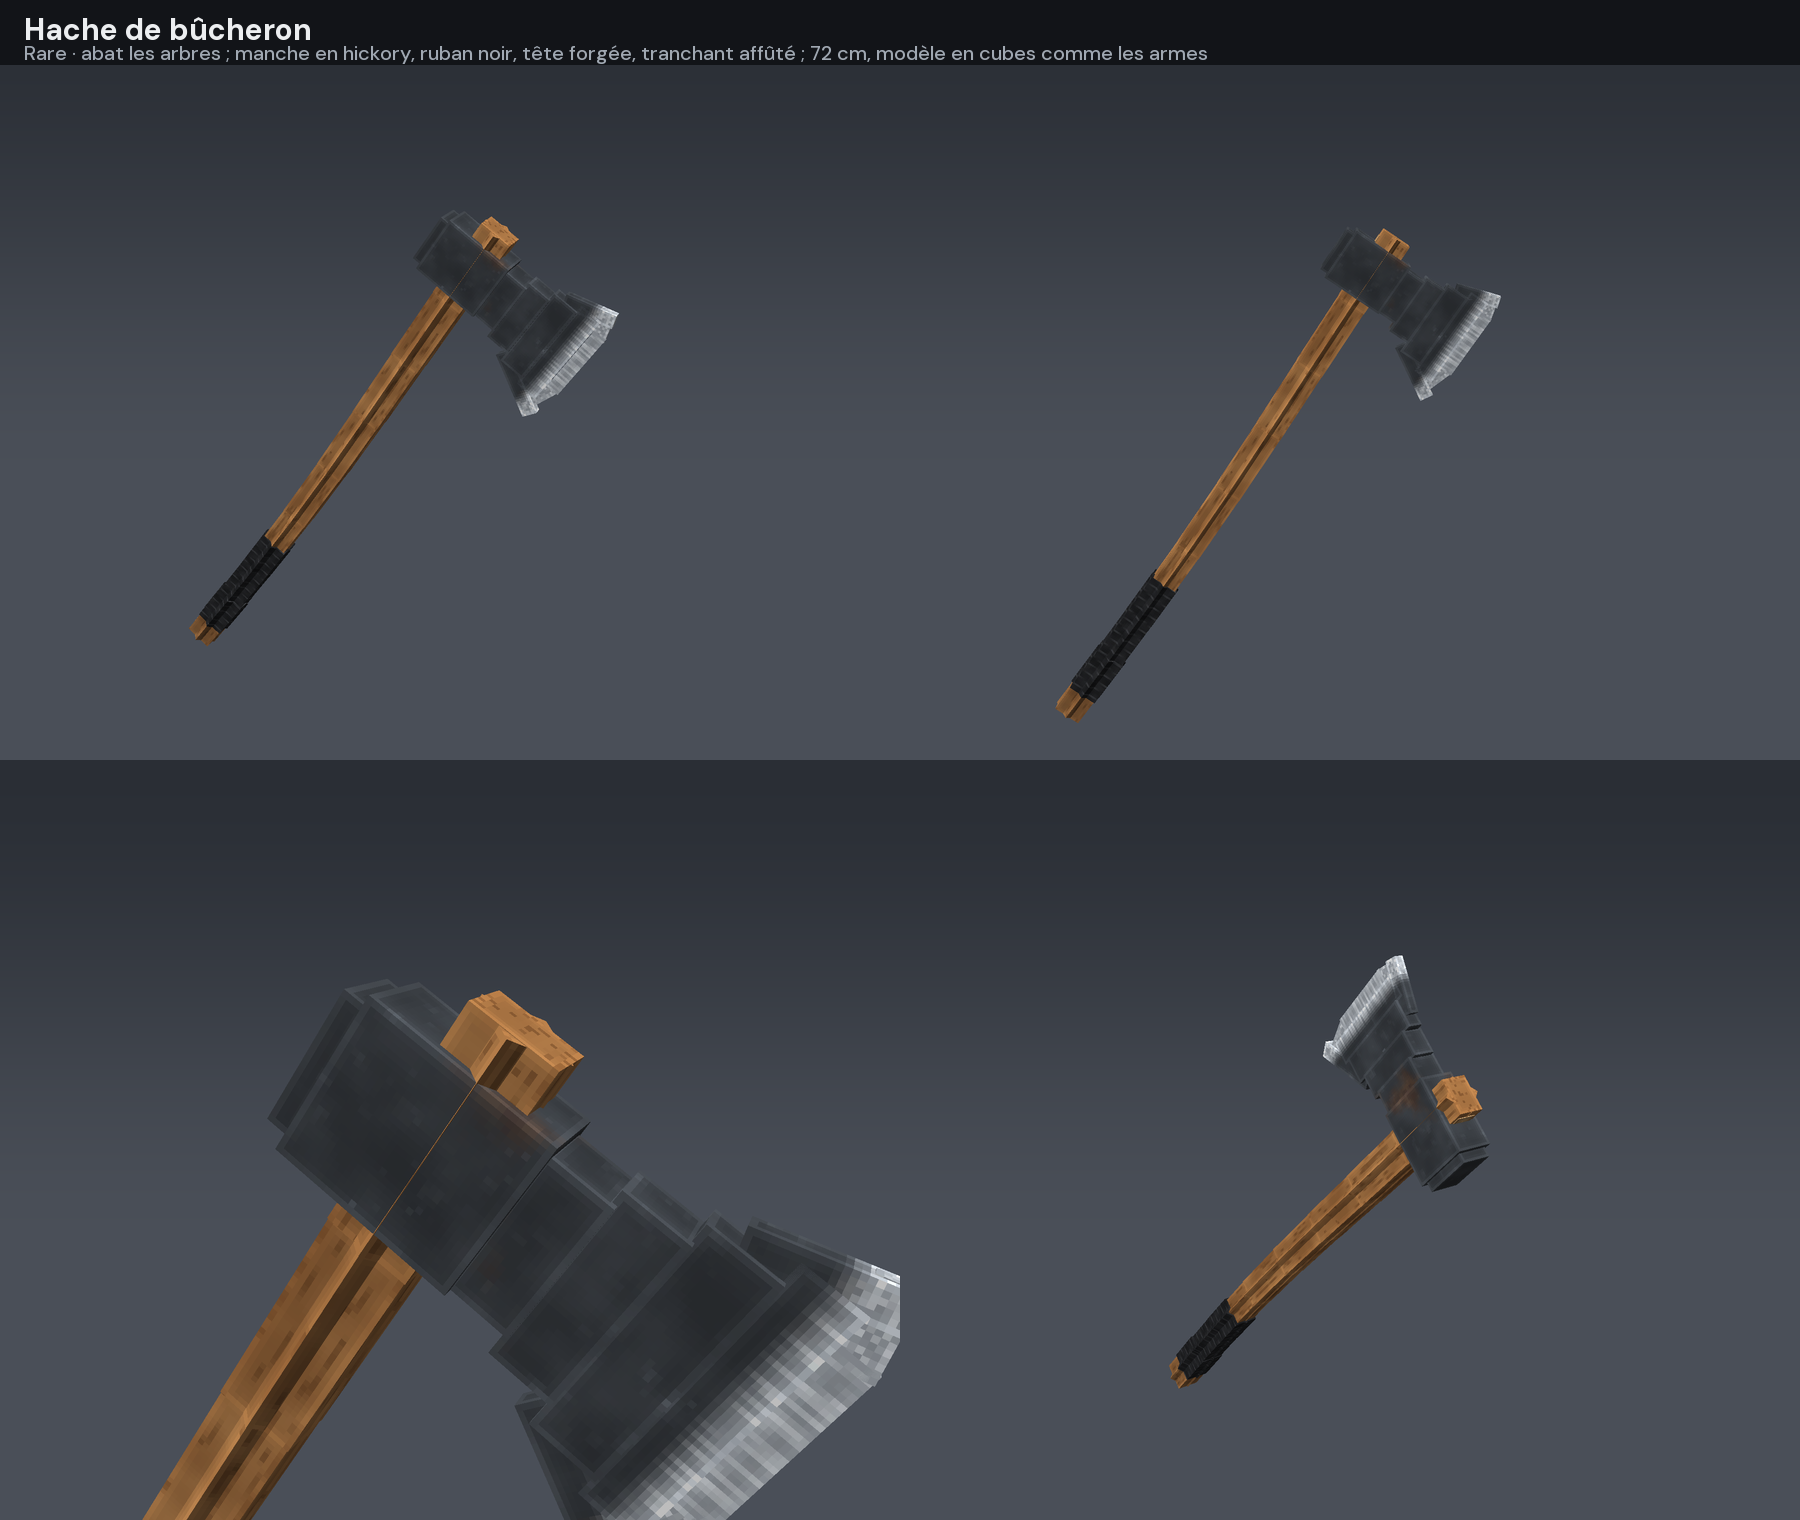 Hache de bûcheron
Rare · abat les arbres ; manche en hickory, ruban noir, tête forgée, tranchant affûté ; 72 cm, modèle en cubes comme les armes